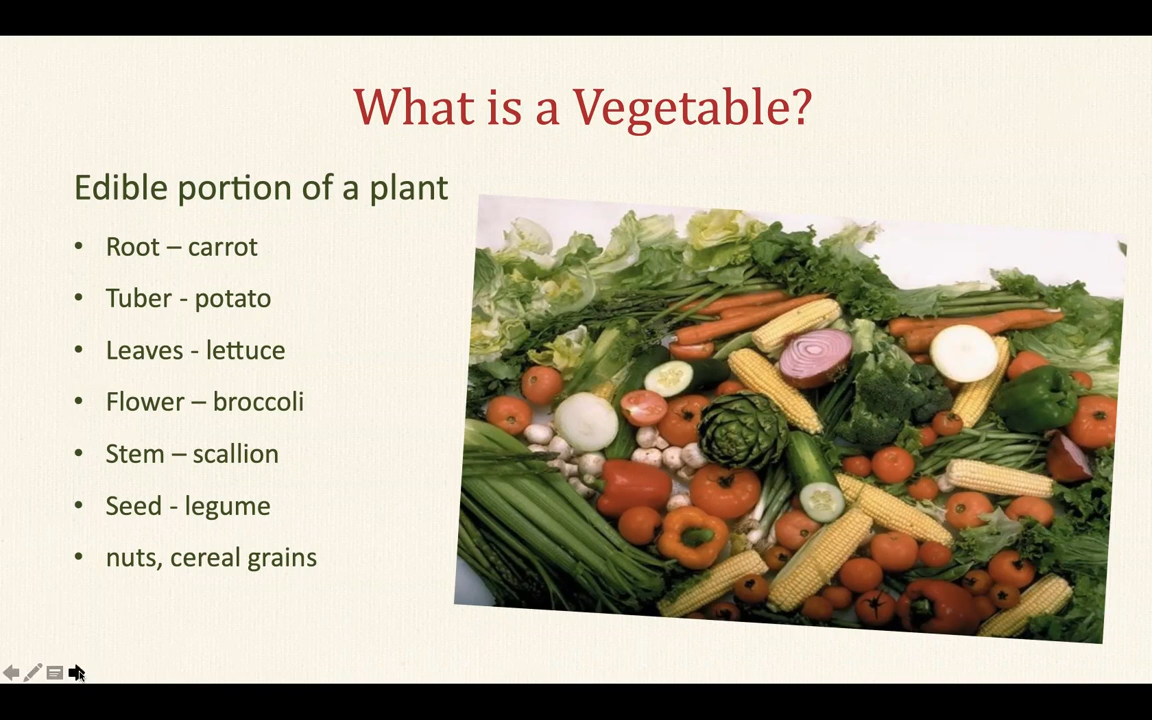 What is a Vegetable?
Edible portion of a plant
• Root – carrot
• Tuber - potato
• Leaves - lettuce
• Flower – broccoli
• Stem – scallion
• Seed - legume
• nuts, cereal grains